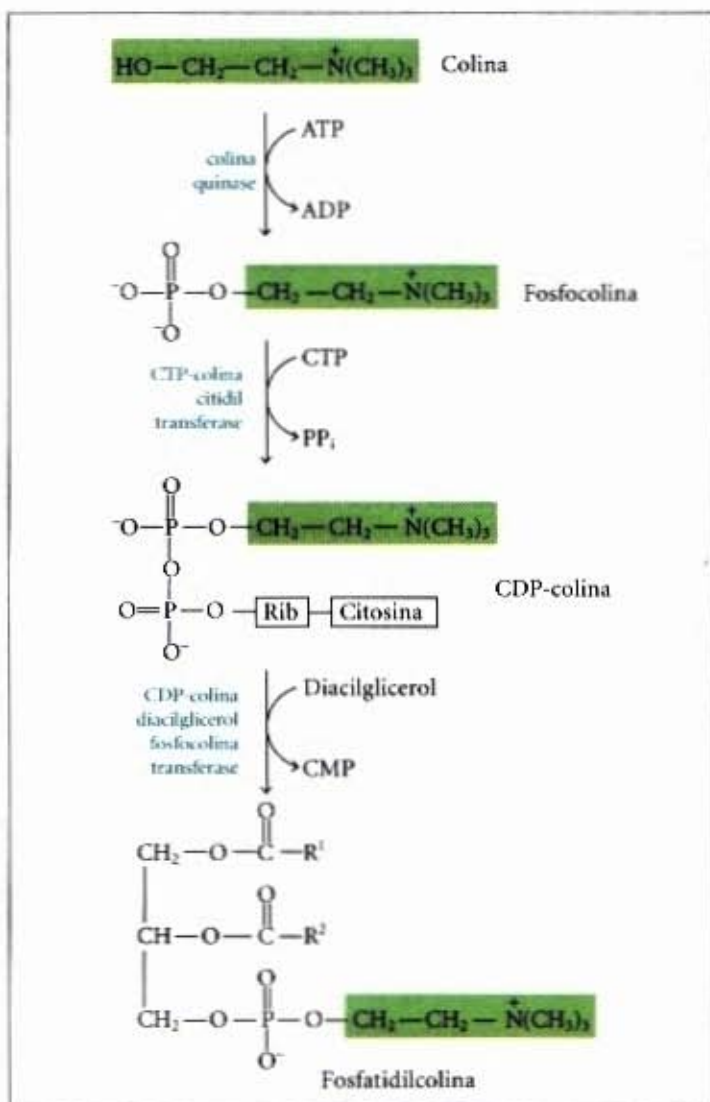 HO—CH₂—CH₂—N⁺(CH₃)₃ Colina
ATP
colina
quinase
ADP
O
⁻O—P—O—CH₂—CH₂—N⁺(CH₃)₃ Fosfocolina
⁻O
CTP
CTP-colina
citidil
transferase
PPᵢ
O
⁻O—P—O—CH₂—CH₂—N⁺(CH₃)₃
O
CDP-colina
O=P—O—Rib—Citosina
O⁻
Diacilglicerol
CDP-colina
diacilglicerol
fosfocolina
transferase
CMP
O
CH₂—O—C—R¹
O
CH—O—C—R²
O
CH₂—O—P—O—CH₂—CH₂—N⁺(CH₃)₃
O⁻
Fosfatidilcolina